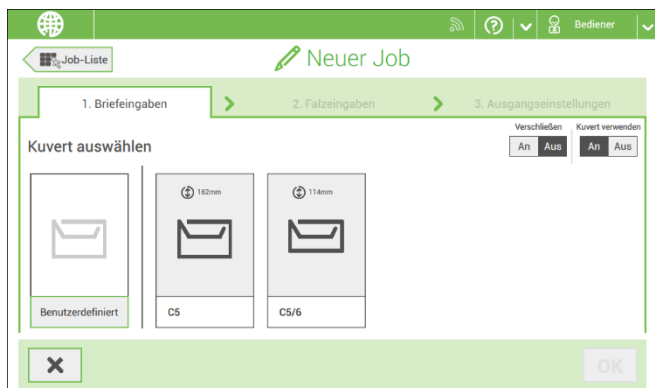 Bediener
Job-Liste
Neuer Job
1. Briefeingaben
2. Falzeingaben
3. Ausgangseinstellungen
Kuvert auswählen
Verschließen
An Aus
Kuvert verwenden
An Aus
Benutzerdefiniert
162mm
C5
114mm
C5/6
OK